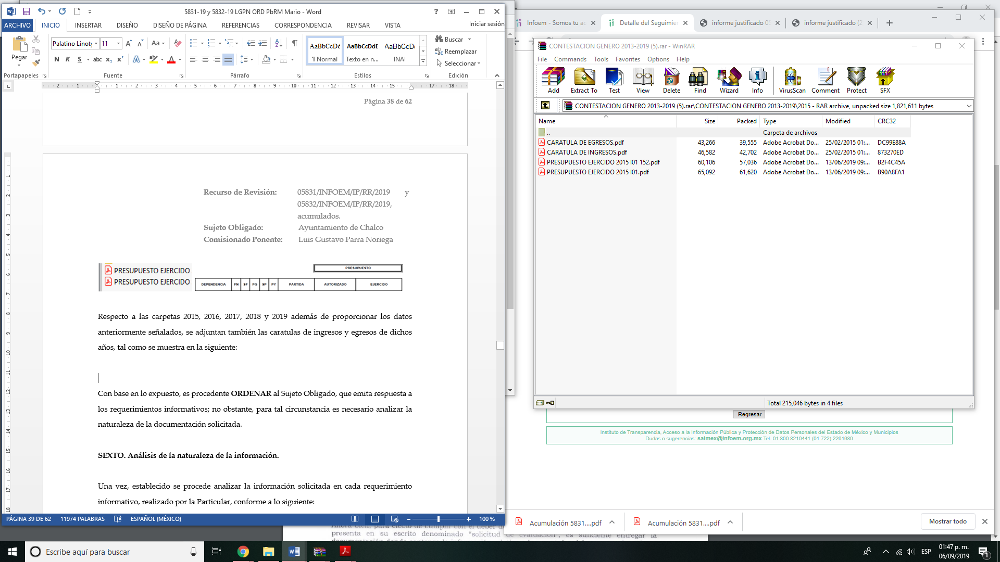 5831-19 y 5832-19 LGPN ORD PbRM Mario - Word
ARCHIVO INICIO INSERTAR DISEÑO DISEÑO DE PÁGINA REFERENCIAS CORRESPONDENCIA REVISAR VISTA Iniciar sesión
Pegar
Palatino Linoty 11
AaBbCcDd AaBbCcDdE AaBbCcDd
¶ Normal Texto en n... INAI
Buscar
Reemplazar
Seleccionar
Portapapeles Fuente Párrafo Estilos Edición
Página 38 de 62
Recurso de Revisión: 05831/INFOEM/IP/RR/2019 y
05832/INFOEM/IP/RR/2019,
acumulados.
Sujeto Obligado: Ayuntamiento de Chalco
Comisionado Ponente: Luis Gustavo Parra Noriega
PRESUPUESTO EJERCIDO
PRESUPUESTO EJERCIDO
PRESUPUESTO
DEPENDENCIA FN SF PG SP PY PARTIDA AUTORIZADO EJERCIDO
Respecto a las carpetas 2015, 2016, 2017, 2018 y 2019 además de proporcionar los datos
anteriormente señalados, se adjuntan también las caratulas de ingresos y egresos de dichos
años, tal como se muestra en la siguiente:
Con base en lo expuesto, es procedente ORDENAR al Sujeto Obligado, que emita respuesta a
los requerimientos informativos; no obstante, para tal circunstancia es necesario analizar la
naturaleza de la documentación solicitada.
SEXTO. Análisis de la naturaleza de la información.
Una vez, establecido se procede analizar la información solicitada en cada requerimiento
informativo, realizado por la Particular, conforme a lo siguiente:
PÁGINA 39 DE 62 11974 PALABRAS ESPAÑOL (MÉXICO) 100 %
Infoem - Somos tu ac Detalle del Seguimie informe justificado 05 informe justificado (2
CONTESTACION GENERO 2013-2019 (5).rar - WinRAR
File Commands Tools Favorites Options Help
Add Extract To Test View Delete Find Wizard Info VirusScan Comment Protect SFX
CONTESTACION GENERO 2013-2019 (5).rar\CONTESTACION GENERO 2013-2019\2015 - RAR archive, unpacked size 1,821,611 bytes
Name Size Packed Type Modified CRC32
.. Carpeta de archivos
CARATULA DE EGRESOS.pdf 43,266 39,555 Adobe Acrobat Do... 25/02/2015 01:... DC99E88A
CARATULA DE INGRESOS.pdf 46,582 42,702 Adobe Acrobat Do... 25/02/2015 01:... 873270ED
PRESUPUESTO EJERCIDO 2015 I01 152.pdf 60,106 57,036 Adobe Acrobat Do... 13/06/2019 09:... B2F4C45A
PRESUPUESTO EJERCIDO 2015 I01.pdf 65,092 61,620 Adobe Acrobat Do... 13/06/2019 09:... B90A8FA1
Total 215,046 bytes in 4 files
Regresar
Instituto de Transparencia, Acceso a la Información Pública y Protección de Datos Personales del Estado de México y Municipios
Dudas o sugerencias: saimex@infoem.org.mx Tel. 01 800 8210441 (01 722) 2261980
Acumulación 5831....pdf Acumulación 5831....pdf Mostrar todo
presenta en su escrito denominado "solicitud de evaluación", es suficiente entregar la
Escribe aquí para buscar
ESP 01:47 p. m.
06/09/2019
1